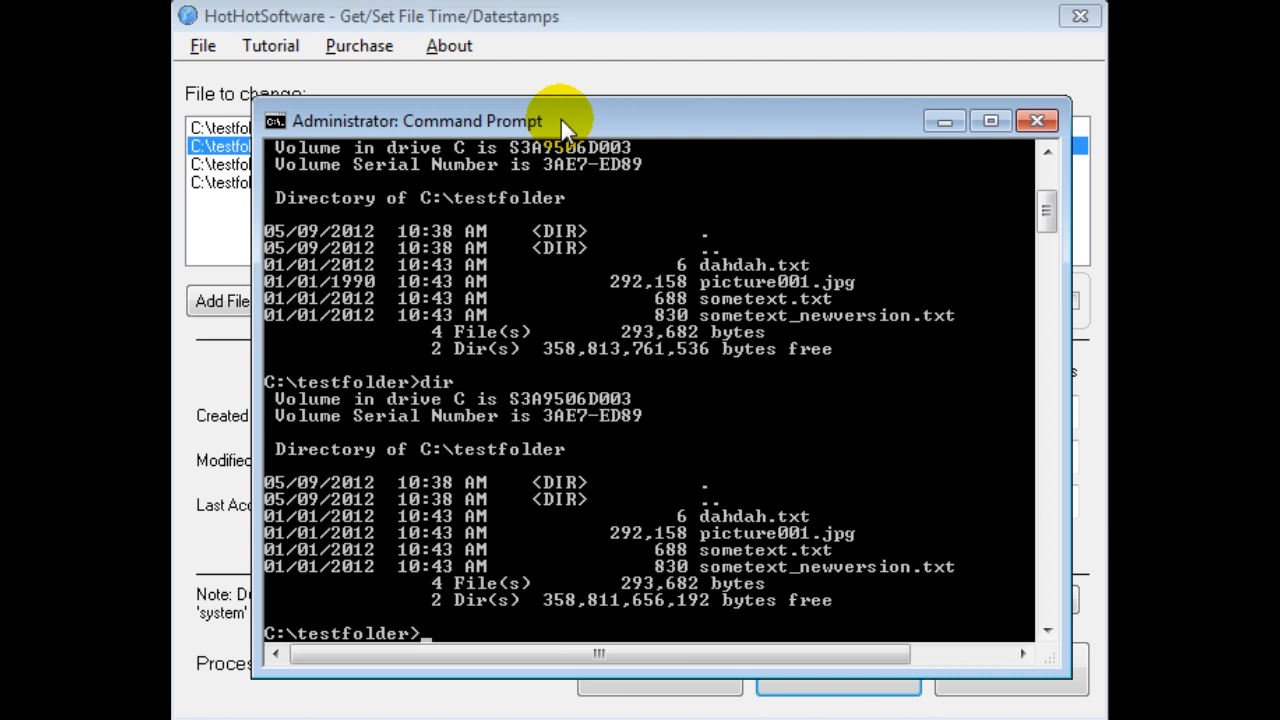 HotHotSoftware - Get/Set File Time/Datestamps
File Tutorial Purchase About
File to change:
C:\testfol
C:\testfol
C:\testfol
C:\testfol
Add File
Created
Modified
Last Acc
Note: Du
'system'
Proces
s
Administrator: Command Prompt
Volume in drive C is S3A9506D003
Volume Serial Number is 3AE7-ED89
Directory of C:\testfolder
05/09/2012 10:38 AM <DIR> .
05/09/2012 10:38 AM <DIR> ..
01/01/2012 10:43 AM 6 dahdah.txt
01/01/1990 10:43 AM 292,158 picture001.jpg
01/01/2012 10:43 AM 688 sometext.txt
01/01/2012 10:43 AM 830 sometext_newversion.txt
4 File(s) 293,682 bytes
2 Dir(s) 358,813,761,536 bytes free
C:\testfolder>dir
Volume in drive C is S3A9506D003
Volume Serial Number is 3AE7-ED89
Directory of C:\testfolder
05/09/2012 10:38 AM <DIR> .
05/09/2012 10:38 AM <DIR> ..
01/01/2012 10:43 AM 6 dahdah.txt
01/01/2012 10:43 AM 292,158 picture001.jpg
01/01/2012 10:43 AM 688 sometext.txt
01/01/2012 10:43 AM 830 sometext_newversion.txt
4 File(s) 293,682 bytes
2 Dir(s) 358,811,656,192 bytes free
C:\testfolder>_